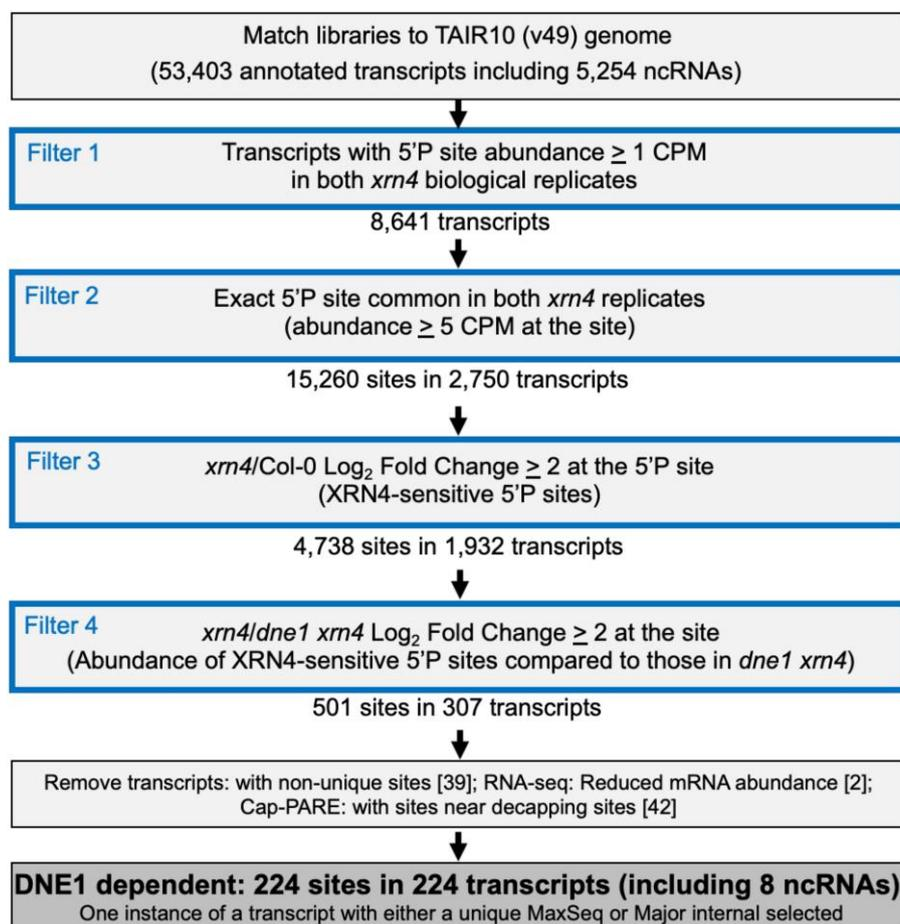 Match libraries to TAIR10 (v49) genome
(53,403 annotated transcripts including 5,254 ncRNAs)
Filter 1
Transcripts with 5'P site abundance ≥ 1 CPM
in both xrn4 biological replicates
8,641 transcripts
Filter 2
Exact 5'P site common in both xrn4 replicates
(abundance ≥ 5 CPM at the site)
15,260 sites in 2,750 transcripts
Filter 3
xrn4/Col-0 Log₂ Fold Change ≥ 2 at the 5'P site
(XRN4-sensitive 5'P sites)
4,738 sites in 1,932 transcripts
Filter 4
xrn4/dne1 xrn4 Log₂ Fold Change ≥ 2 at the site
(Abundance of XRN4-sensitive 5'P sites compared to those in dne1 xrn4)
501 sites in 307 transcripts
Remove transcripts: with non-unique sites [39]; RNA-seq: Reduced mRNA abundance [2];
Cap-PARE: with sites near decapping sites [42]
DNE1 dependent: 224 sites in 224 transcripts (including 8 ncRNAs)
One instance of a transcript with either a unique MaxSeq or Major internal selected